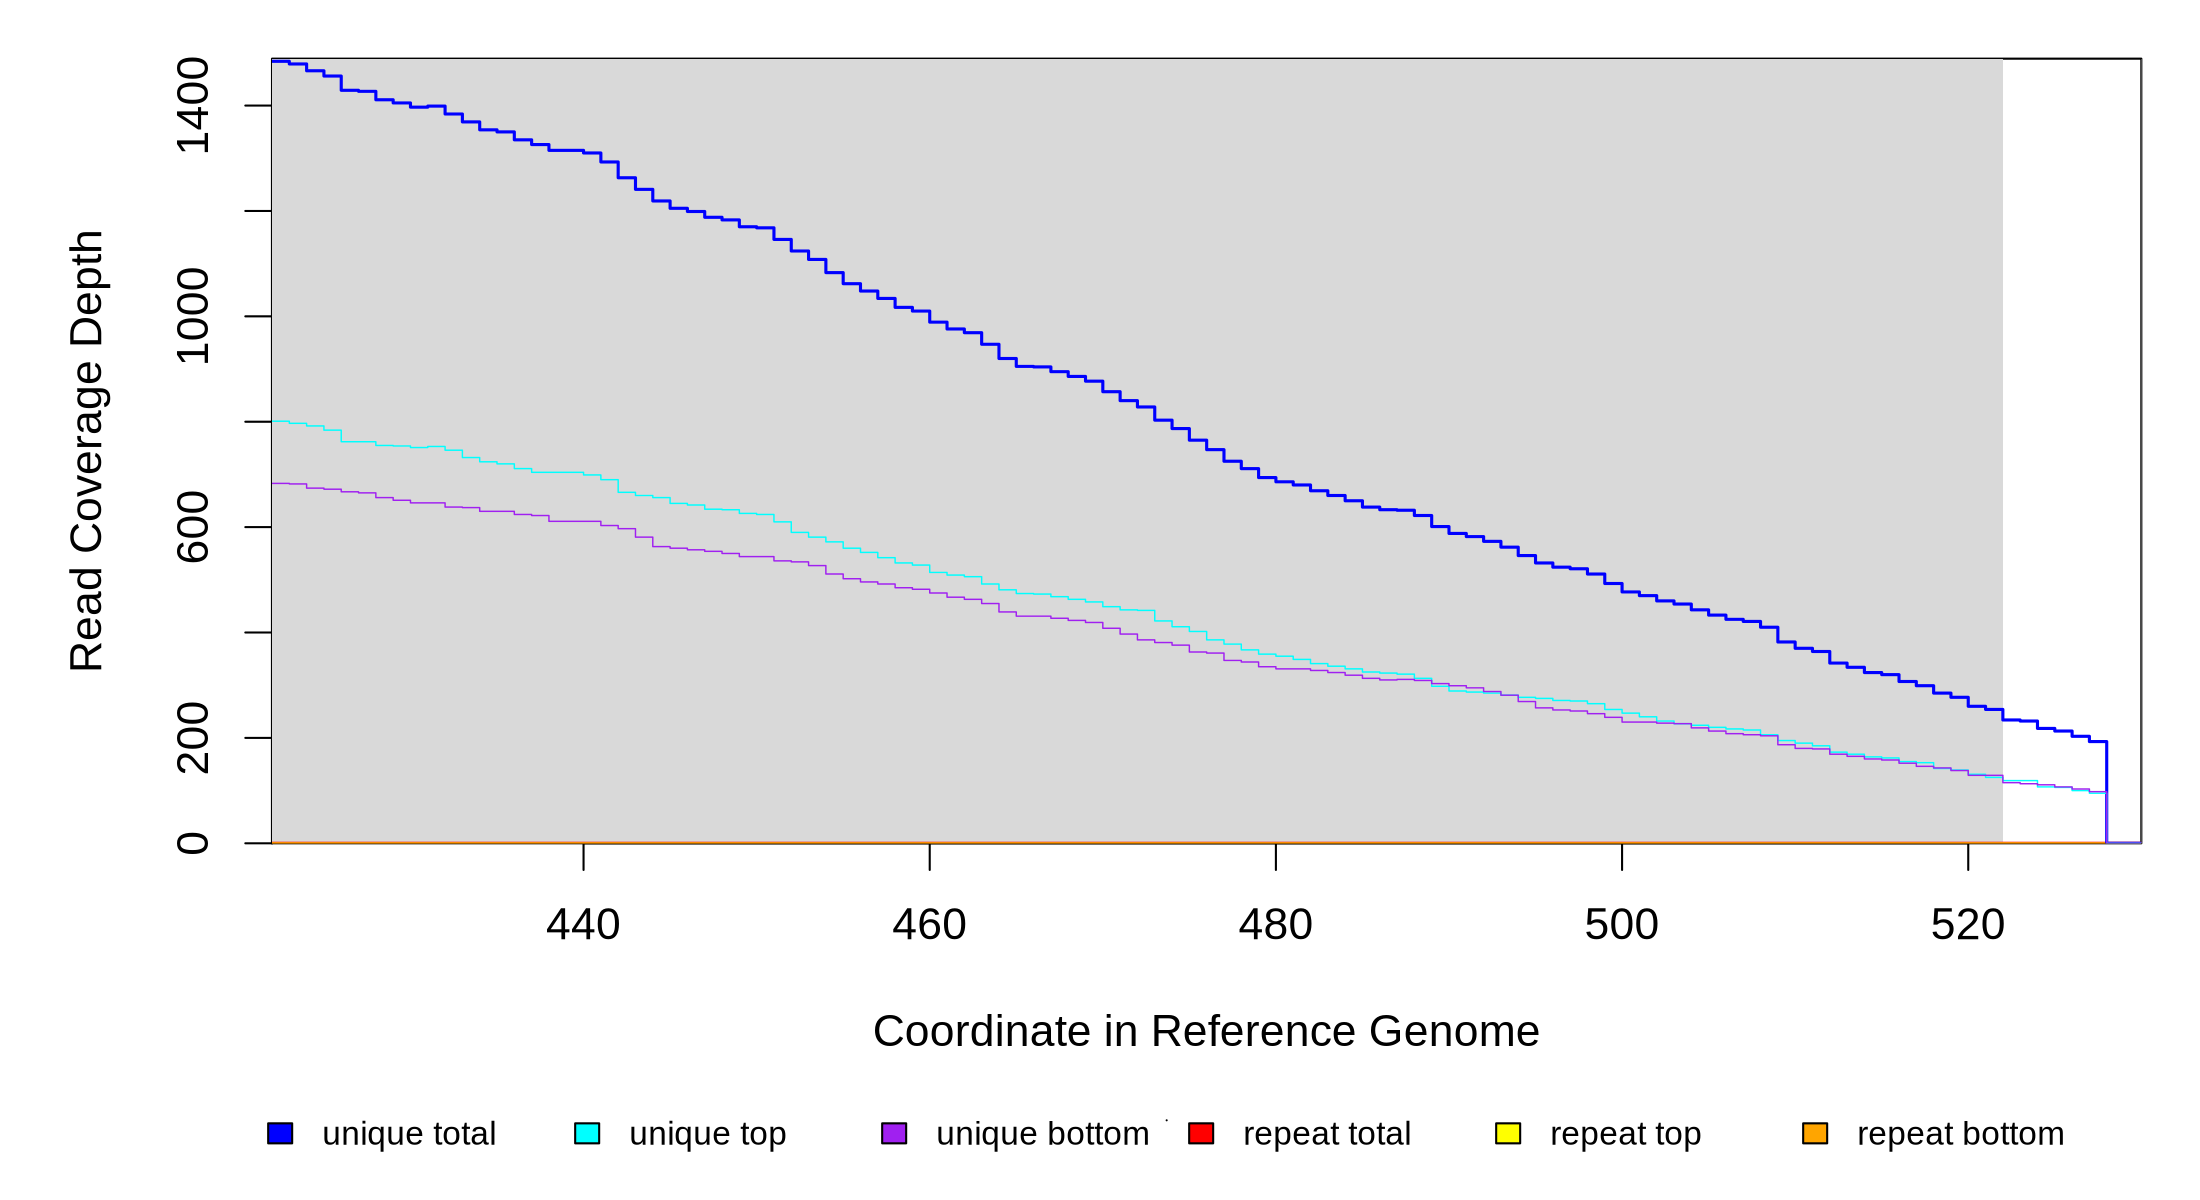 Read Coverage Depth
1400
1000
600
200
0
440 460 480 500 520
Coordinate in Reference Genome
unique total unique top unique bottom repeat total repeat top repeat bottom